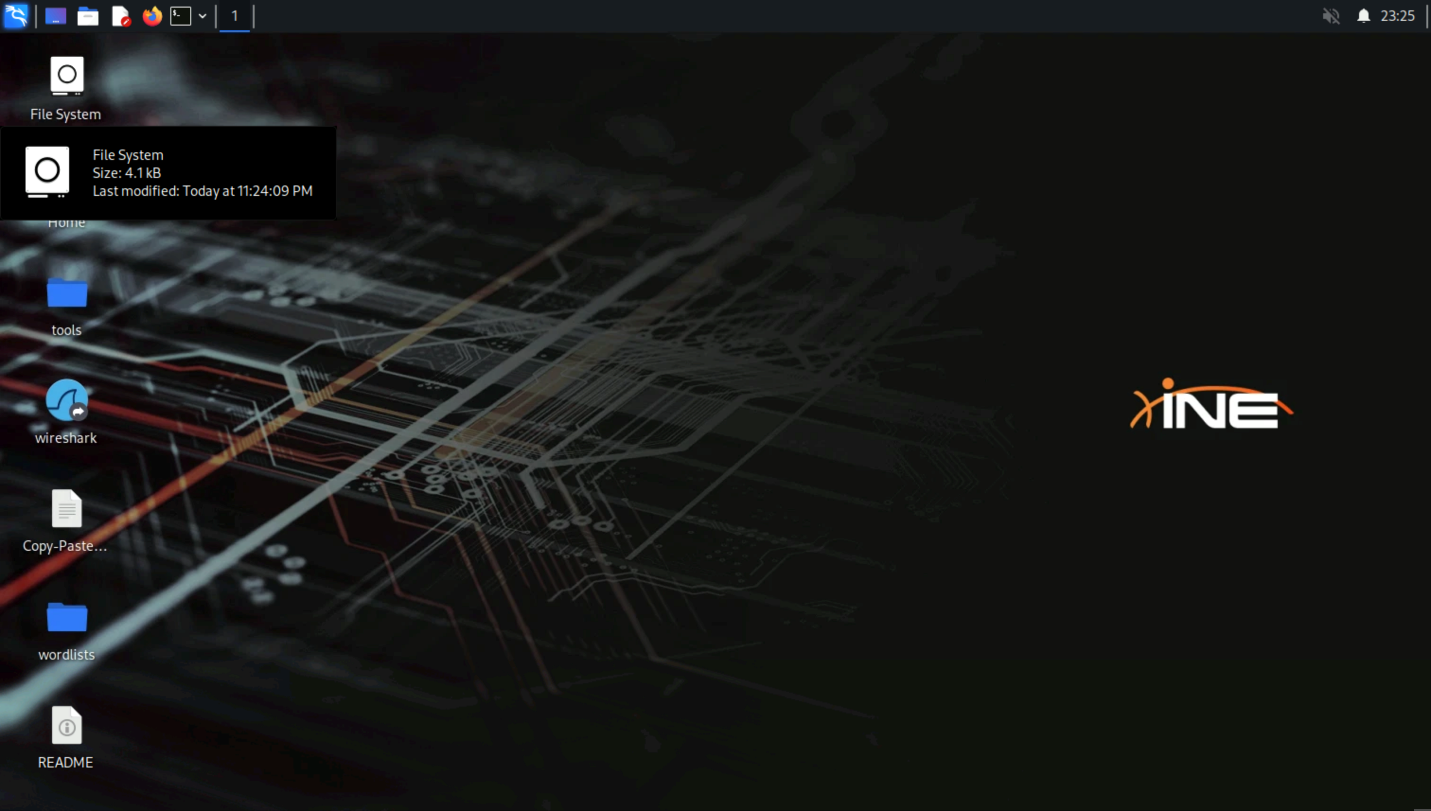 1
23:25
File System
File System
Size: 4.1 kB
Last modified: Today at 11:24:09 PM
Home
tools
wireshark
Copy-Paste...
wordlists
README
INE